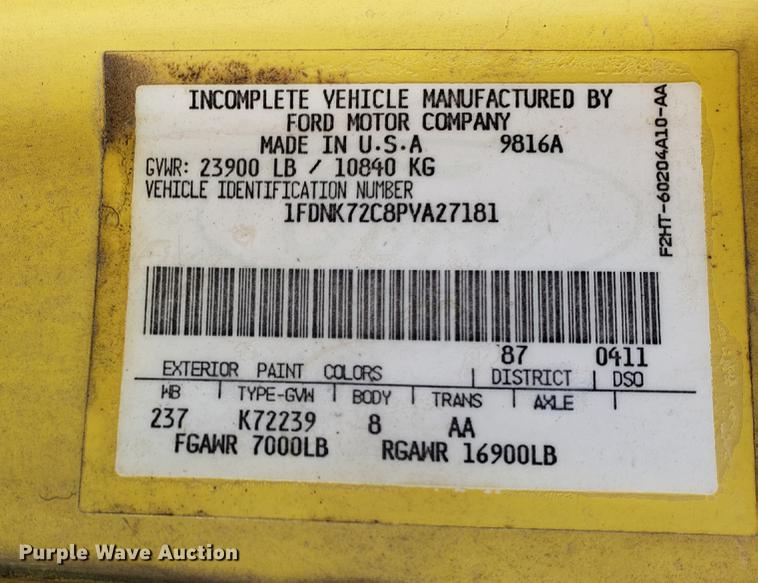 INCOMPLETE VEHICLE MANUFACTURED BY
FORD MOTOR COMPANY
MADE IN U.S.A 9816A
GVWR: 23900 LB / 10840 KG
VEHICLE IDENTIFICATION NUMBER
1FDNK72C8PVA27181
F2HT-60204A10-AA
87 0411
EXTERIOR PAINT COLORS | DISTRICT | DSO
WB | TYPE-GVW | BODY | TRANS | AXLE |
237 K72239 8 AA
FGAWR 7000LB RGAWR 16900LB
Purple Wave Auction